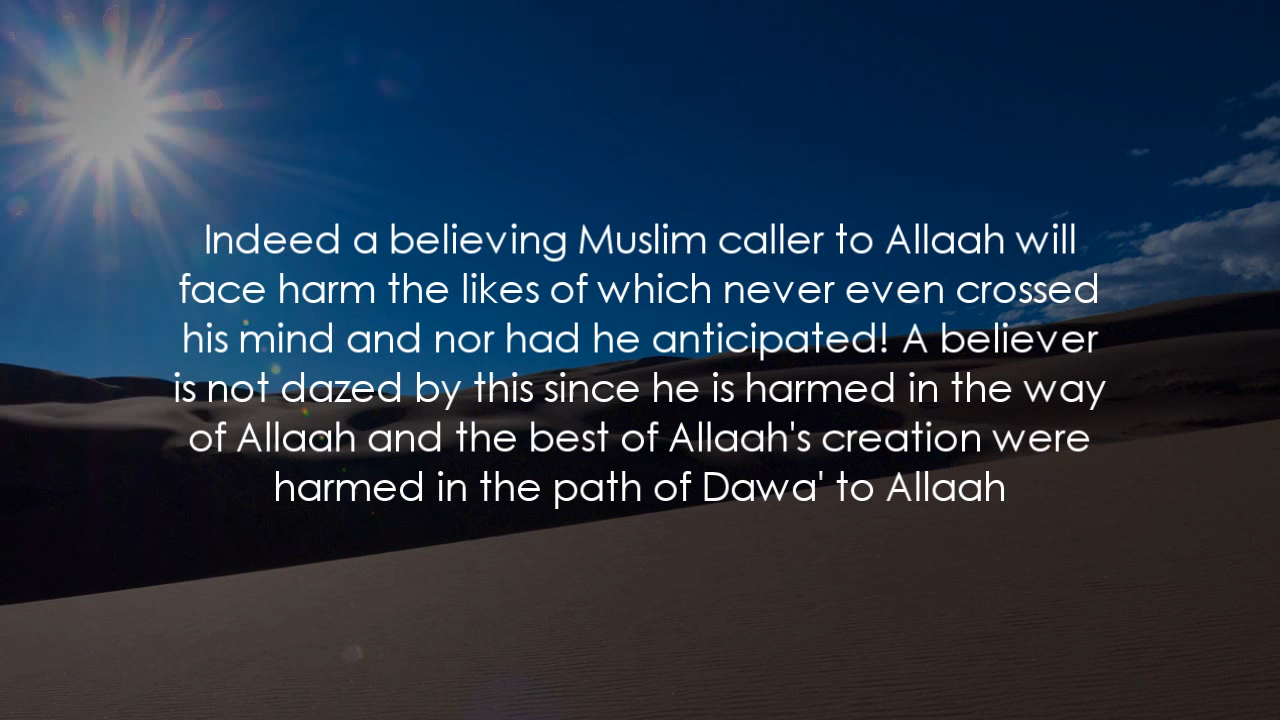 Indeed a believing Muslim caller to Allaah will
face harm the likes of which never even crossed
his mind and nor had he anticipated! A believer
is not dazed by this since he is harmed in the way
of Allaah and the best of Allaah's creation were
harmed in the path of Dawa' to Allaah